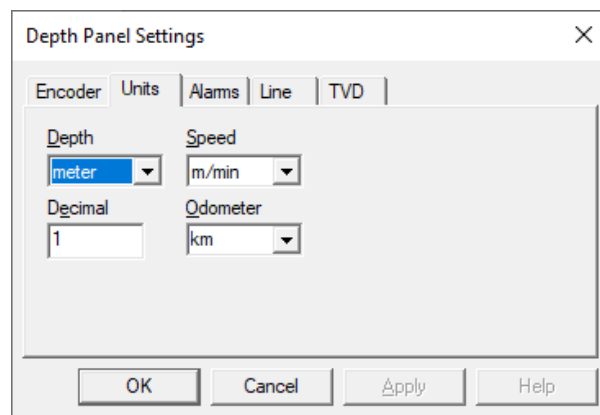 Depth Panel Settings
Encoder Units Alarms Line TVD
Depth Speed
meter m/min
Decimal Odometer
1 km
OK Cancel Apply Help